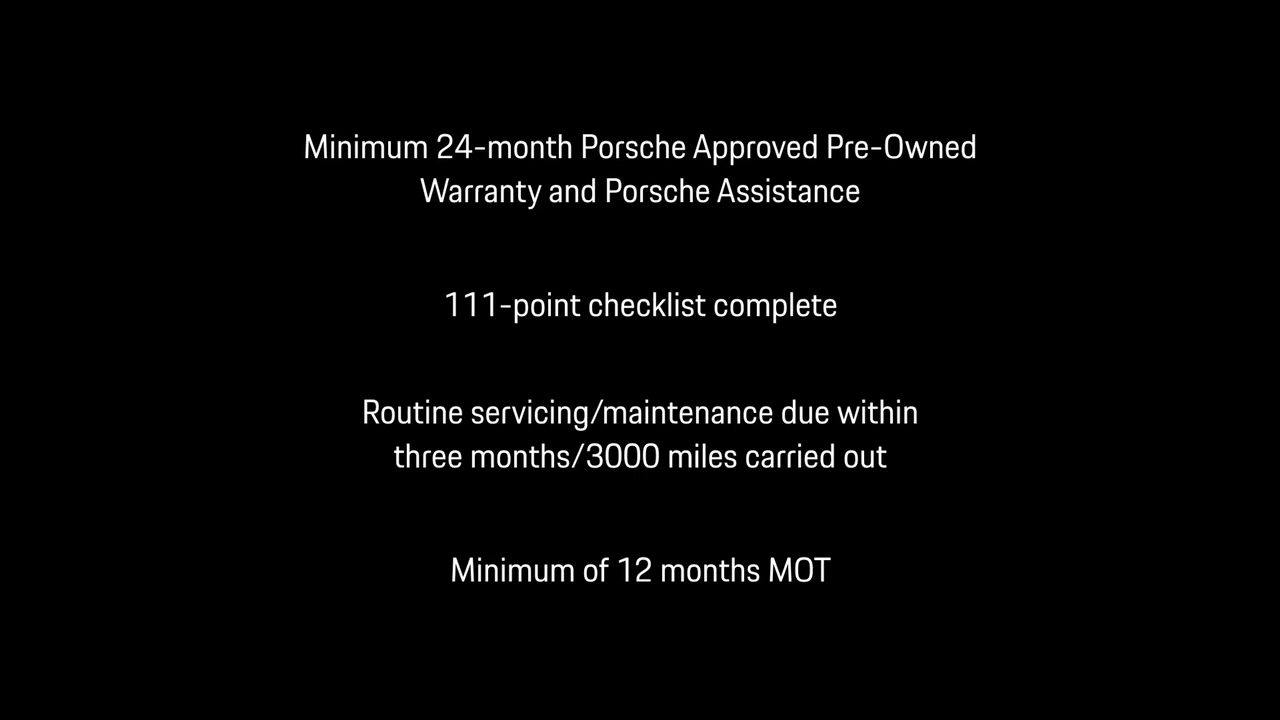 Minimum 24-month Porsche Approved Pre-Owned
Warranty and Porsche Assistance
111-point checklist complete
Routine servicing/maintenance due within
three months/3000 miles carried out
Minimum of 12 months MOT